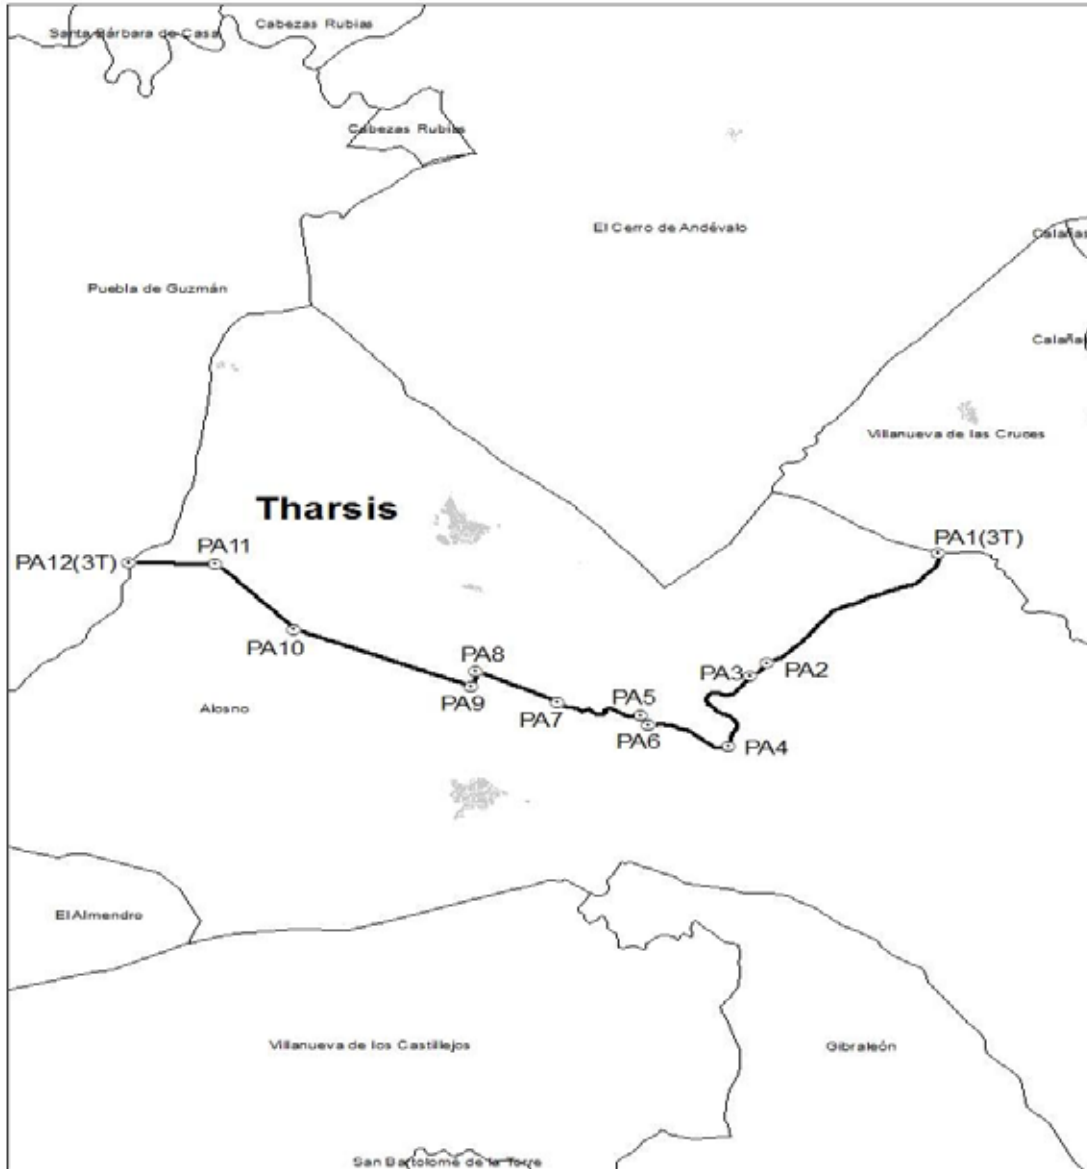 Santa Bárbara de Casa
Cabezas Rubias
Cabezas Rubias
El Cerro de Andévalo
Calañas
Puebla de Guzmán
Calañas
Villanueva de las Cruces
Tharsis
PA1(3T)
PA11
PA12(3T)
PA10
PA8
PA9
PA7
PA5
PA6
PA3
PA2
PA4
Alosno
El Almendro
Villanueva de los Castillejos
Gibraleón
San Bartolomé de la Torre